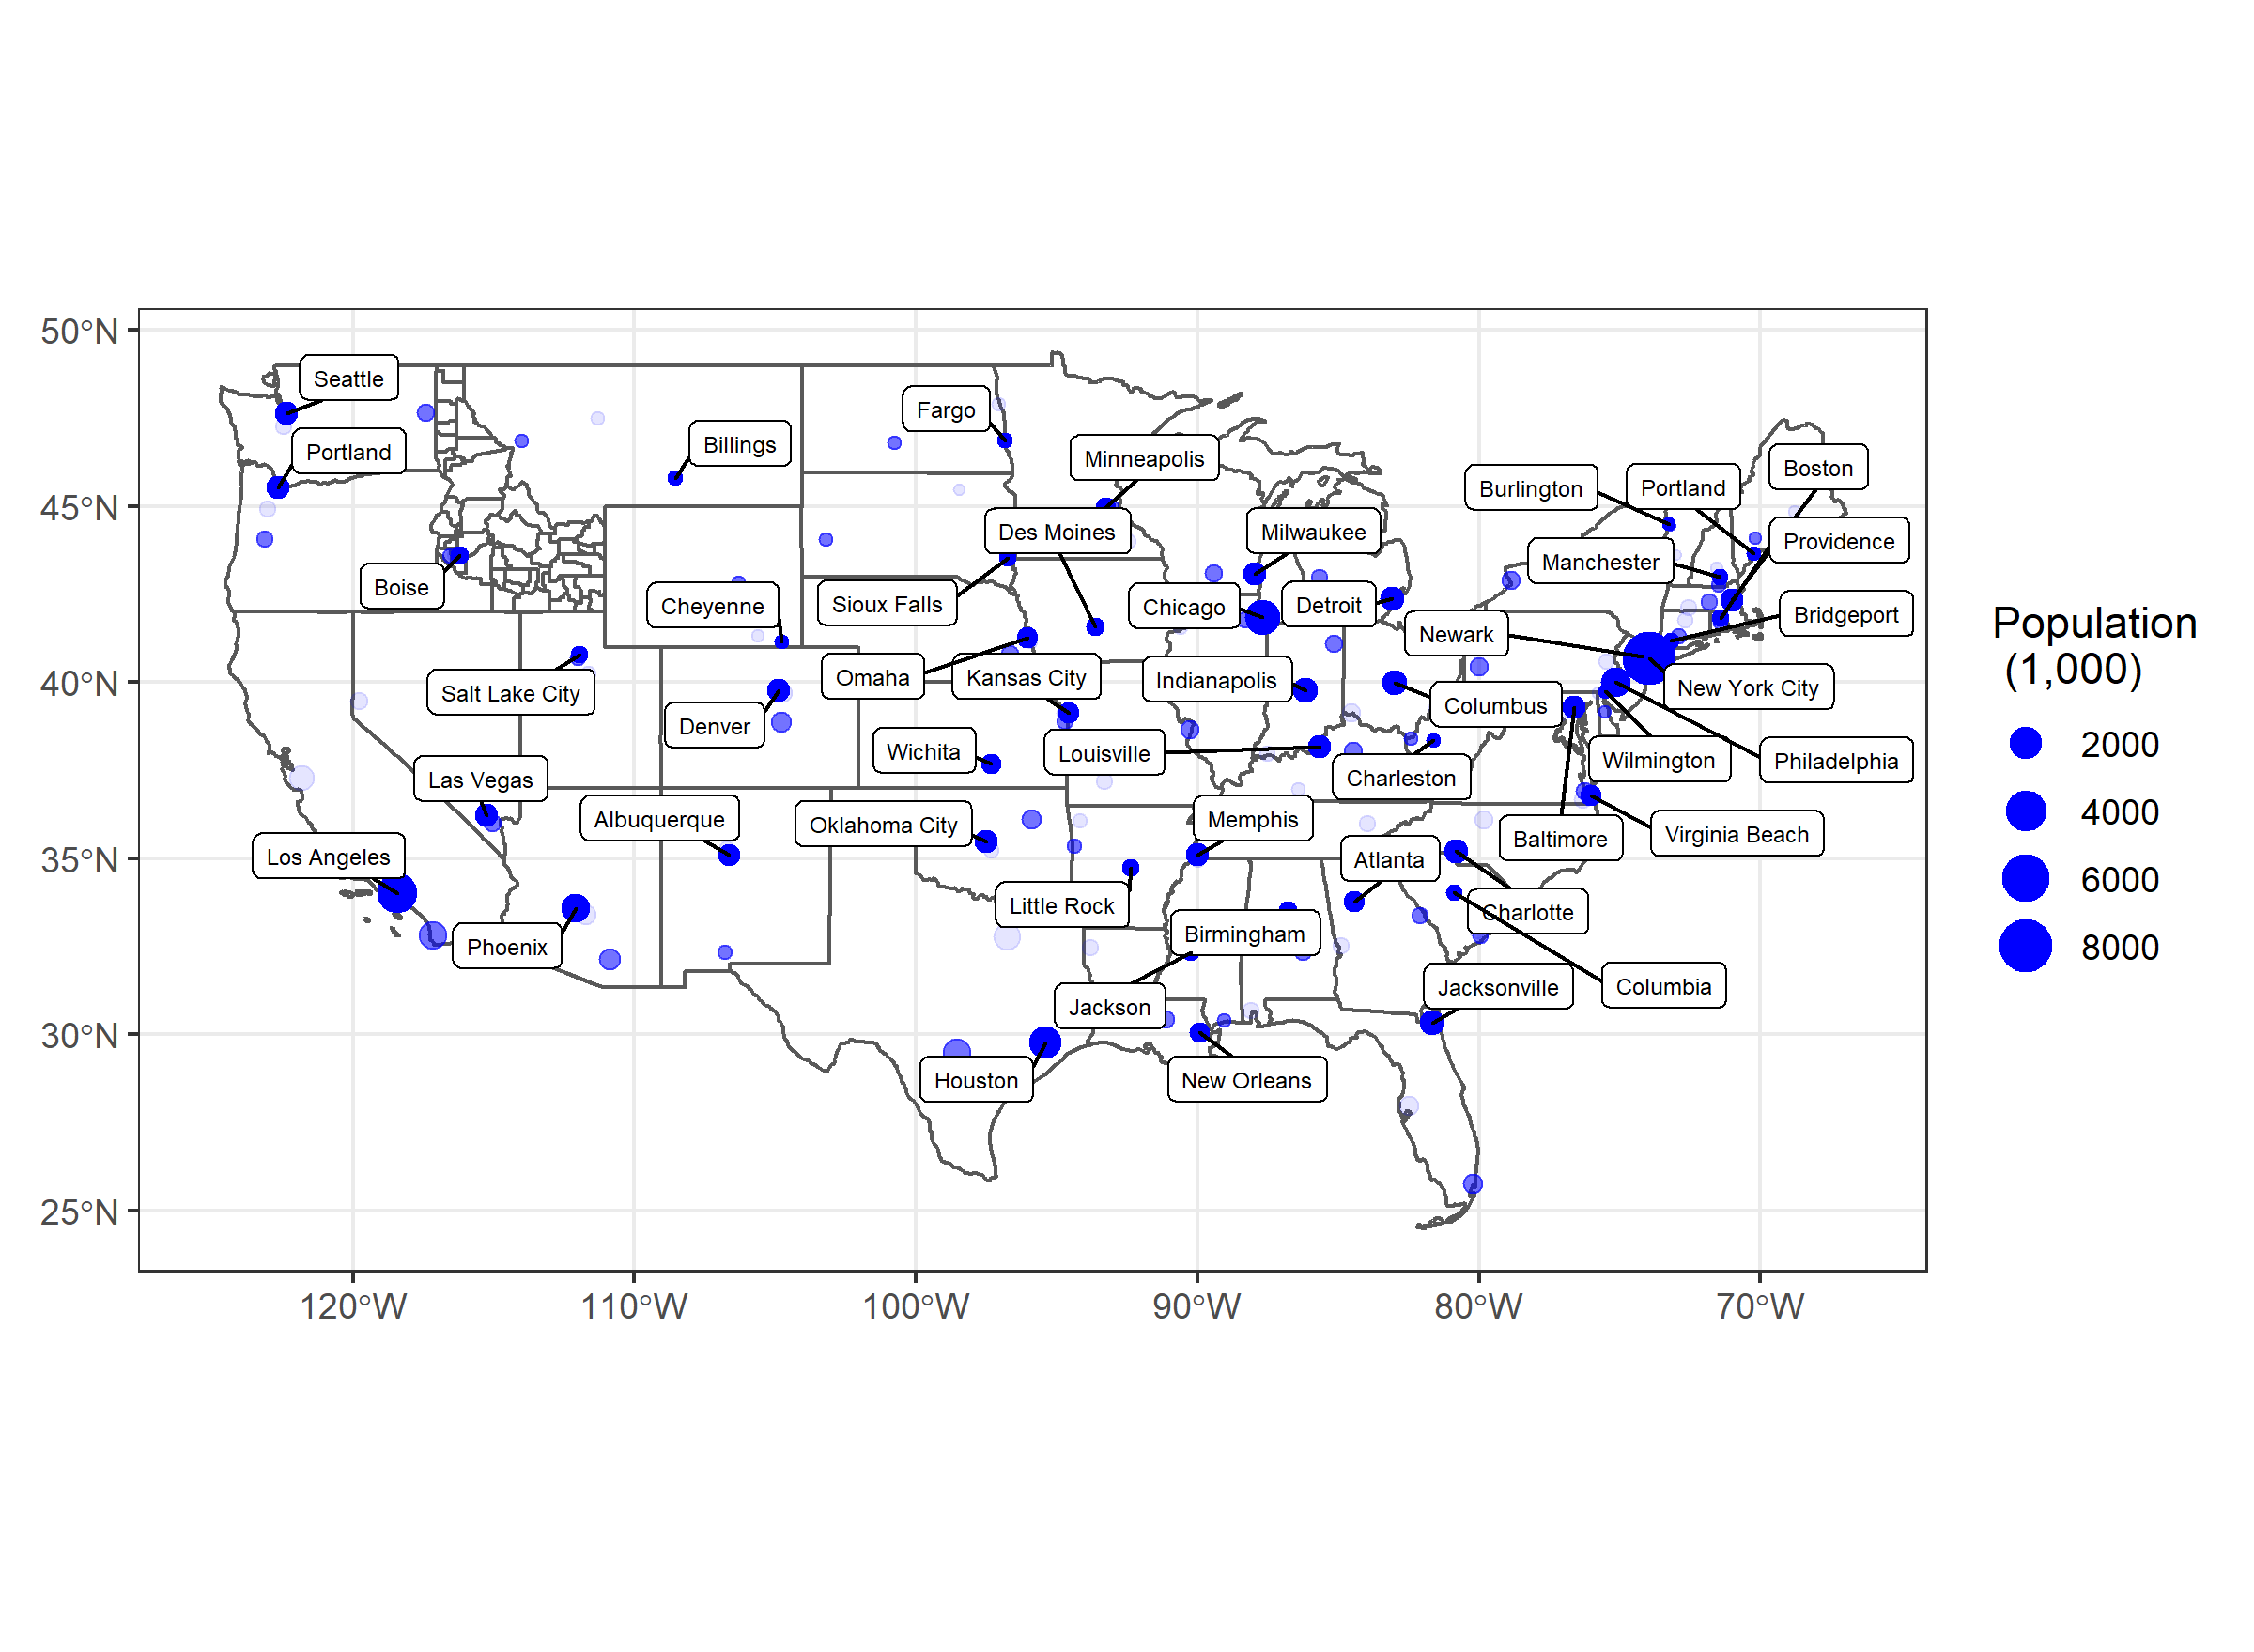 50°N
45°N
40°N
35°N
30°N
25°N
120°W
110°W
100°W
90°W
80°W
70°W
Seattle
Portland
Boise
Billings
Fargo
Minneapolis
Des Moines
Sioux Falls
Cheyenne
Milwaukee
Chicago
Detroit
Burlington
Portland
Boston
Providence
Manchester
Bridgeport
Newark
New York City
Salt Lake City
Denver
Omaha
Kansas City
Indianapolis
Columbus
Wichita
Louisville
Charleston
Wilmington
Philadelphia
Las Vegas
Albuquerque
Oklahoma City
Memphis
Baltimore
Virginia Beach
Los Angeles
Atlanta
Little Rock
Charlotte
Phoenix
Birmingham
Jackson
Jacksonville
Columbia
Houston
New Orleans
Population
(1,000)
2000
4000
6000
8000